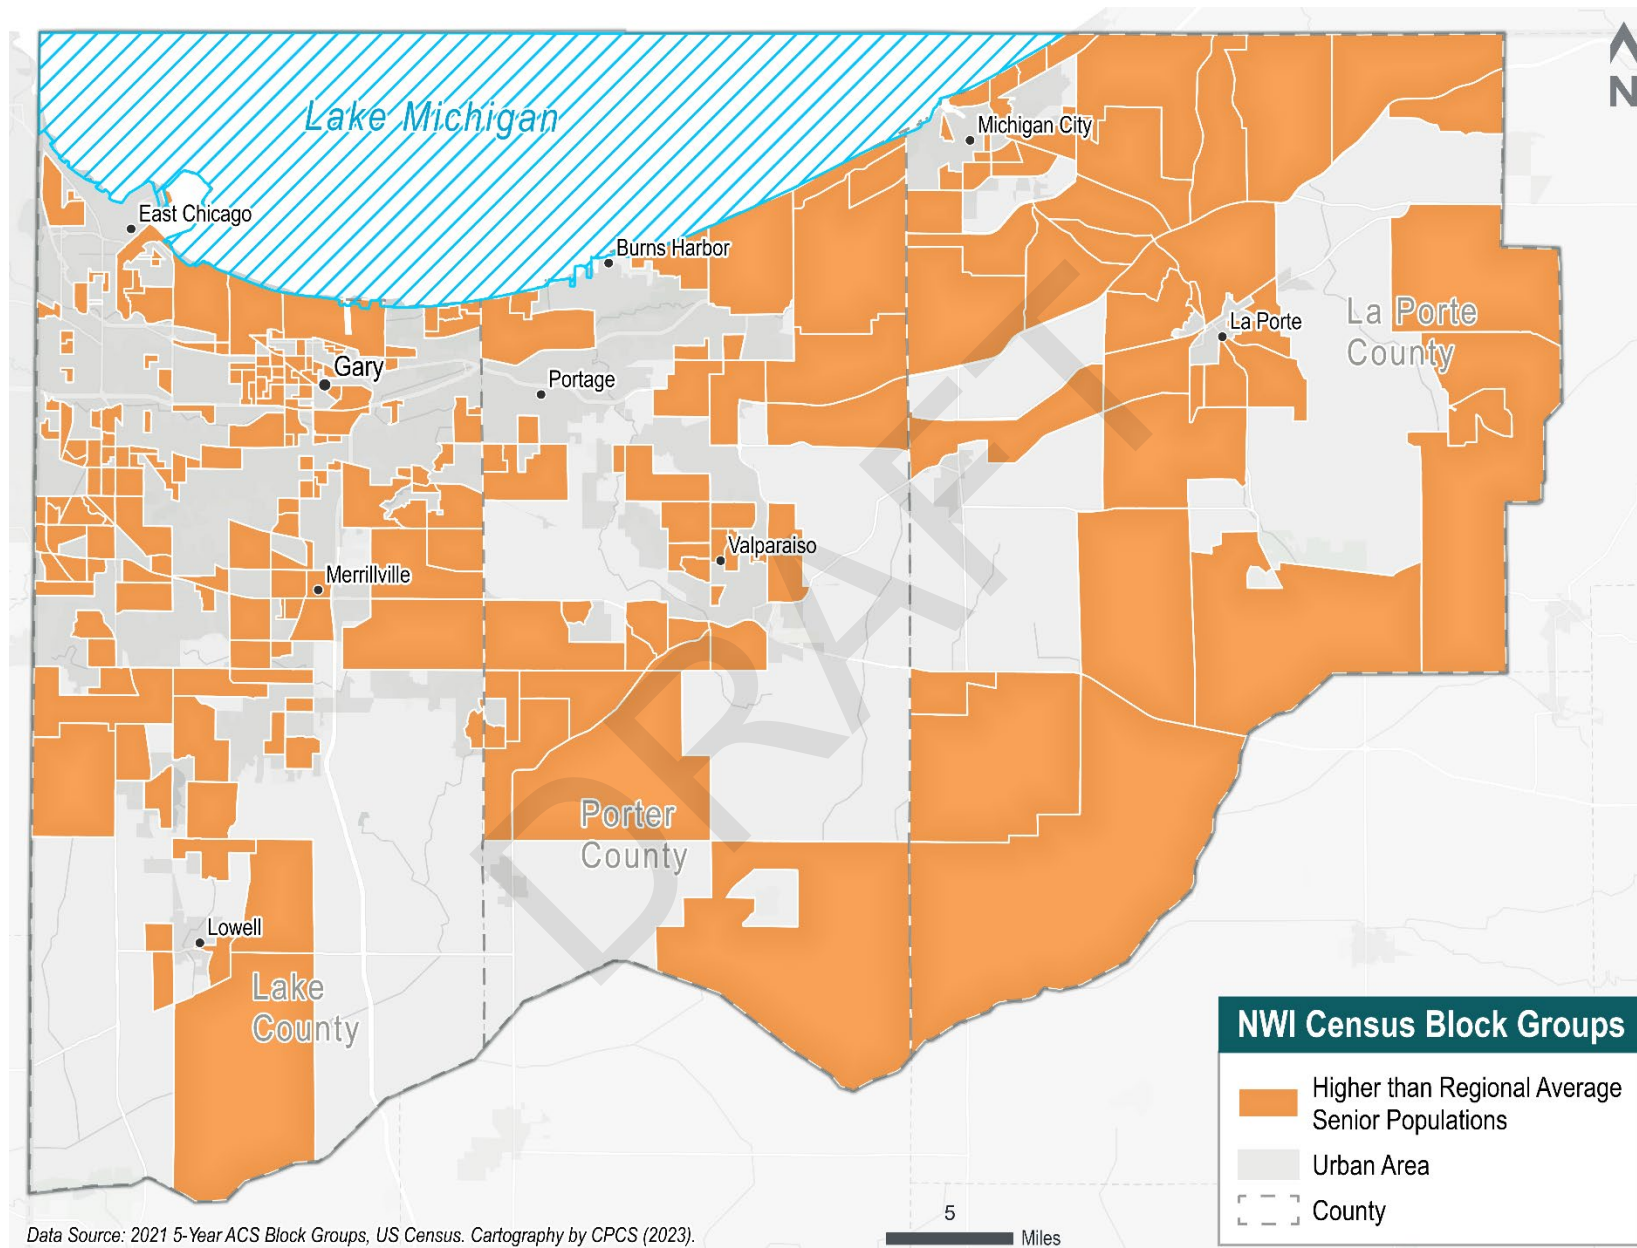 N
Lake Michigan
Michigan City
East Chicago
Burns Harbor
La Porte
County
La Porte
Gary
Portage
Valparaiso
Merrillville
DRAFT
Porter
County
Lowell
Lake
County
NWI Census Block Groups
Higher than Regional Average
Senior Populations
Urban Area
County
5
Miles
Data Source: 2021 5-Year ACS Block Groups, US Census. Cartography by CPCS (2023).